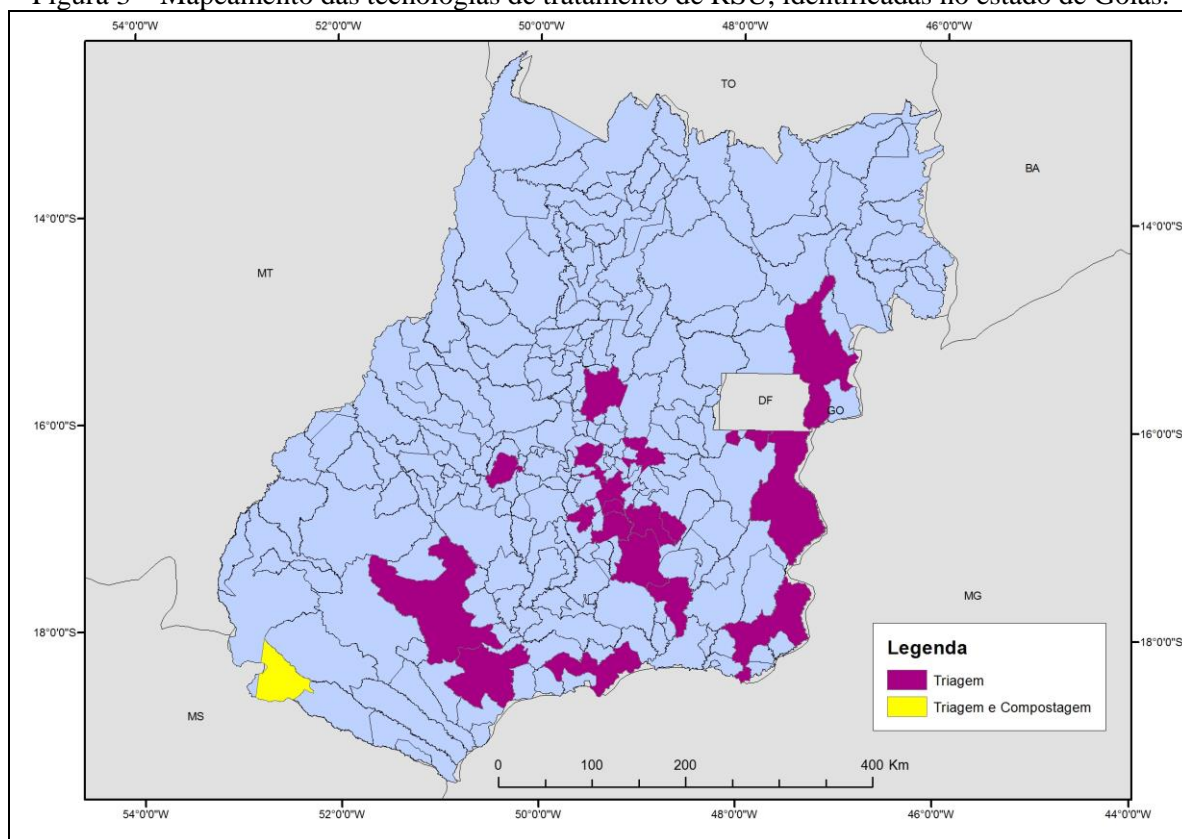 Figura 3 – Mapeamento das tecnologias de tratamento de RSU, identificadas no estado de Goiás.
54°0'0"W 52°0'0"W 50°0'0"W 48°0'0"W 46°0'0"W
TO
BA
14°0'0"S
14°0'0"S
MT
DF
GO
16°0'0"S
16°0'0"S
MG
18°0'0"S
18°0'0"S
Legenda
Triagem
Triagem e Compostagem
MS
0 100 200 300 400 Km
54°0'0"W 52°0'0"W 50°0'0"W 48°0'0"W 46°0'0"W 44°0'0"W